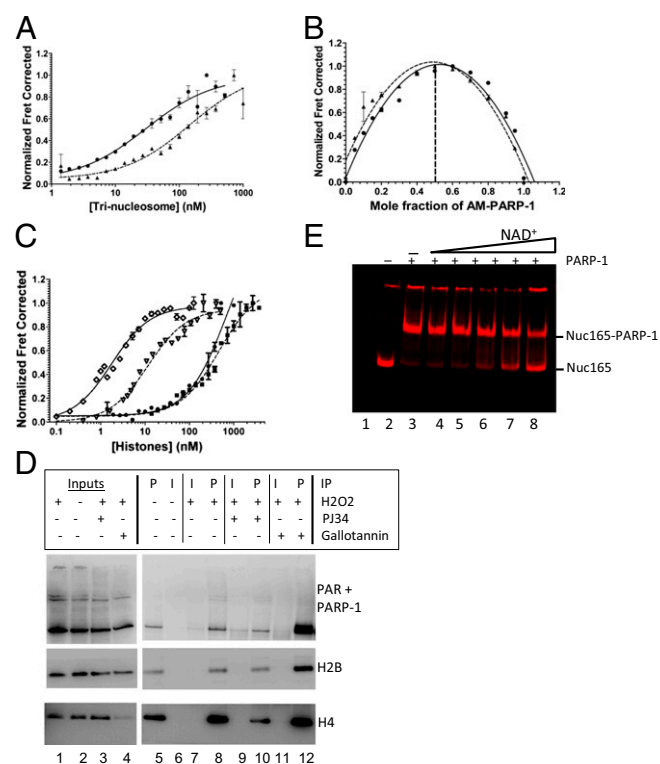 A
Normalized Fret Corrected
1.2
1.0
0.8
0.6
0.4
0.2
0.0
1 10 100 1000
[Tri-nucleosome] (nM)
B
Normalized Fret Corrected
1.2
1.0
0.8
0.6
0.4
0.2
0.0
0.0 0.2 0.4 0.6 0.8 1.0 1.2
Mole fraction of AM-PARP-1
C
Normalized Fret Corrected
1.2
1.0
0.8
0.6
0.4
0.2
0.0
0.1 1 10 100 1000
[Histones] (nM)
E
NAD+
– – PARP-1
+ + + + + + +
Nuc165-PARP-1
Nuc165
1 2 3 4 5 6 7 8
D
Inputs P I I P I P I P IP
+ - + + - - + + + + + + H2O2
- - + - - - - - + + - - PJ34
- - - + - - - - - - + + Gallotannin
PAR +
PARP-1
H2B
H4
1 2 3 4 5 6 7 8 9 10 11 12